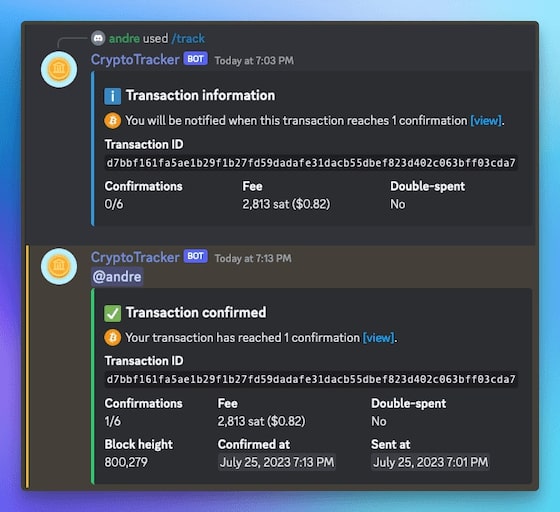 andre used /track
CryptoTracker BOT Today at 7:03 PM
i Transaction information
You will be notified when this transaction reaches 1 confirmation [view].
Transaction ID
d7bbf161fa5ae1b29f1b27fd59dadafe31dacb55dbef823d402c063bff03cda7
Confirmations Fee Double-spent
0/6 2,813 sat ($0.82) No
CryptoTracker BOT Today at 7:13 PM
@andre
Transaction confirmed
Your transaction has reached 1 confirmation [view].
Transaction ID
d7bbf161fa5ae1b29f1b27fd59dadafe31dacb55dbef823d402c063bff03cda7
Confirmations Fee Double-spent
1/6 2,813 sat ($0.82) No
Block height Confirmed at Sent at
800,279 July 25, 2023 7:13 PM July 25, 2023 7:01 PM